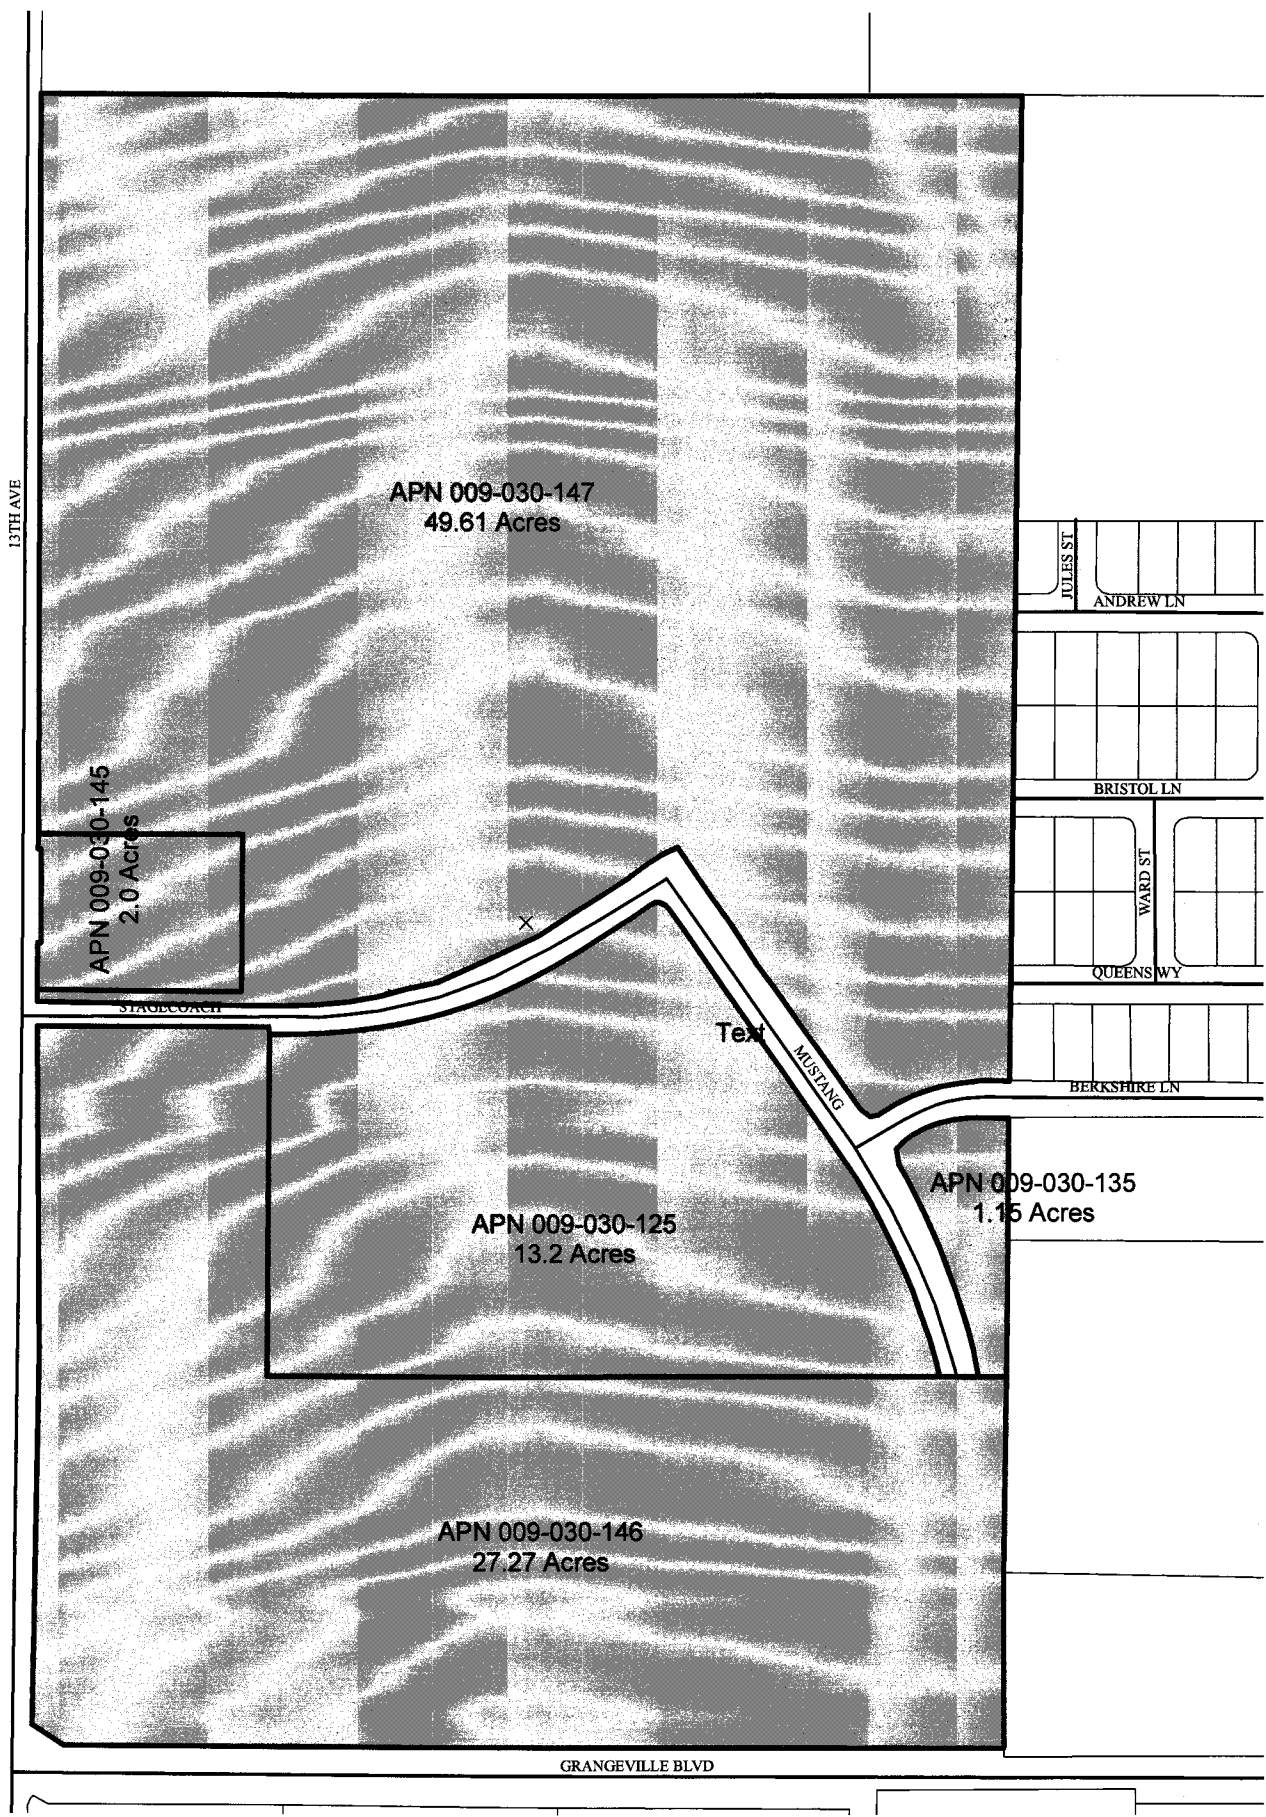 APN 009-030-147
49.61 Acres
13TH AVE
JULES ST
ANDREW LN
BRISTOL LN
APN 009-030-145
2.0 Acres
WARD ST
QUEENS WY
STAGECOACH
Text
MUSTANG
BERKSHIRE LN
APN 009-030-135
1.15 Acres
APN 009-030-125
13.2 Acres
APN 009-030-146
27.27 Acres
GRANGEVILLE BLVD